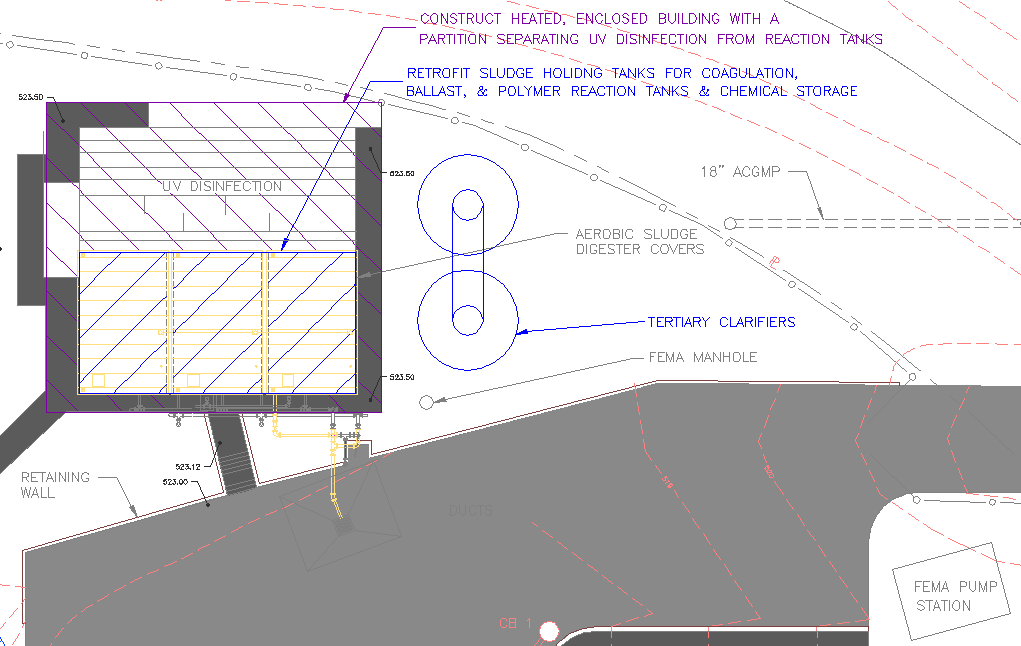 CONSTRUCT HEATED, ENCLOSED BUILDING WITH A
PARTITION SEPARATING UV DISINFECTION FROM REACTION TANKS
RETROFIT SLUDGE HOLIDNG TANKS FOR COAGULATION,
BALLAST, & POLYMER REACTION TANKS & CHEMICAL STORAGE
523.50
523.60
18" ACGMP
UV DISINFECTION
AEROBIC SLUDGE
DIGESTER COVERS
TERTIARY CLARIFIERS
FEMA MANHOLE
523.50
523.12
523.00
RETAINING
WALL
DUCTS
FEMA PUMP
STATION
CB 1